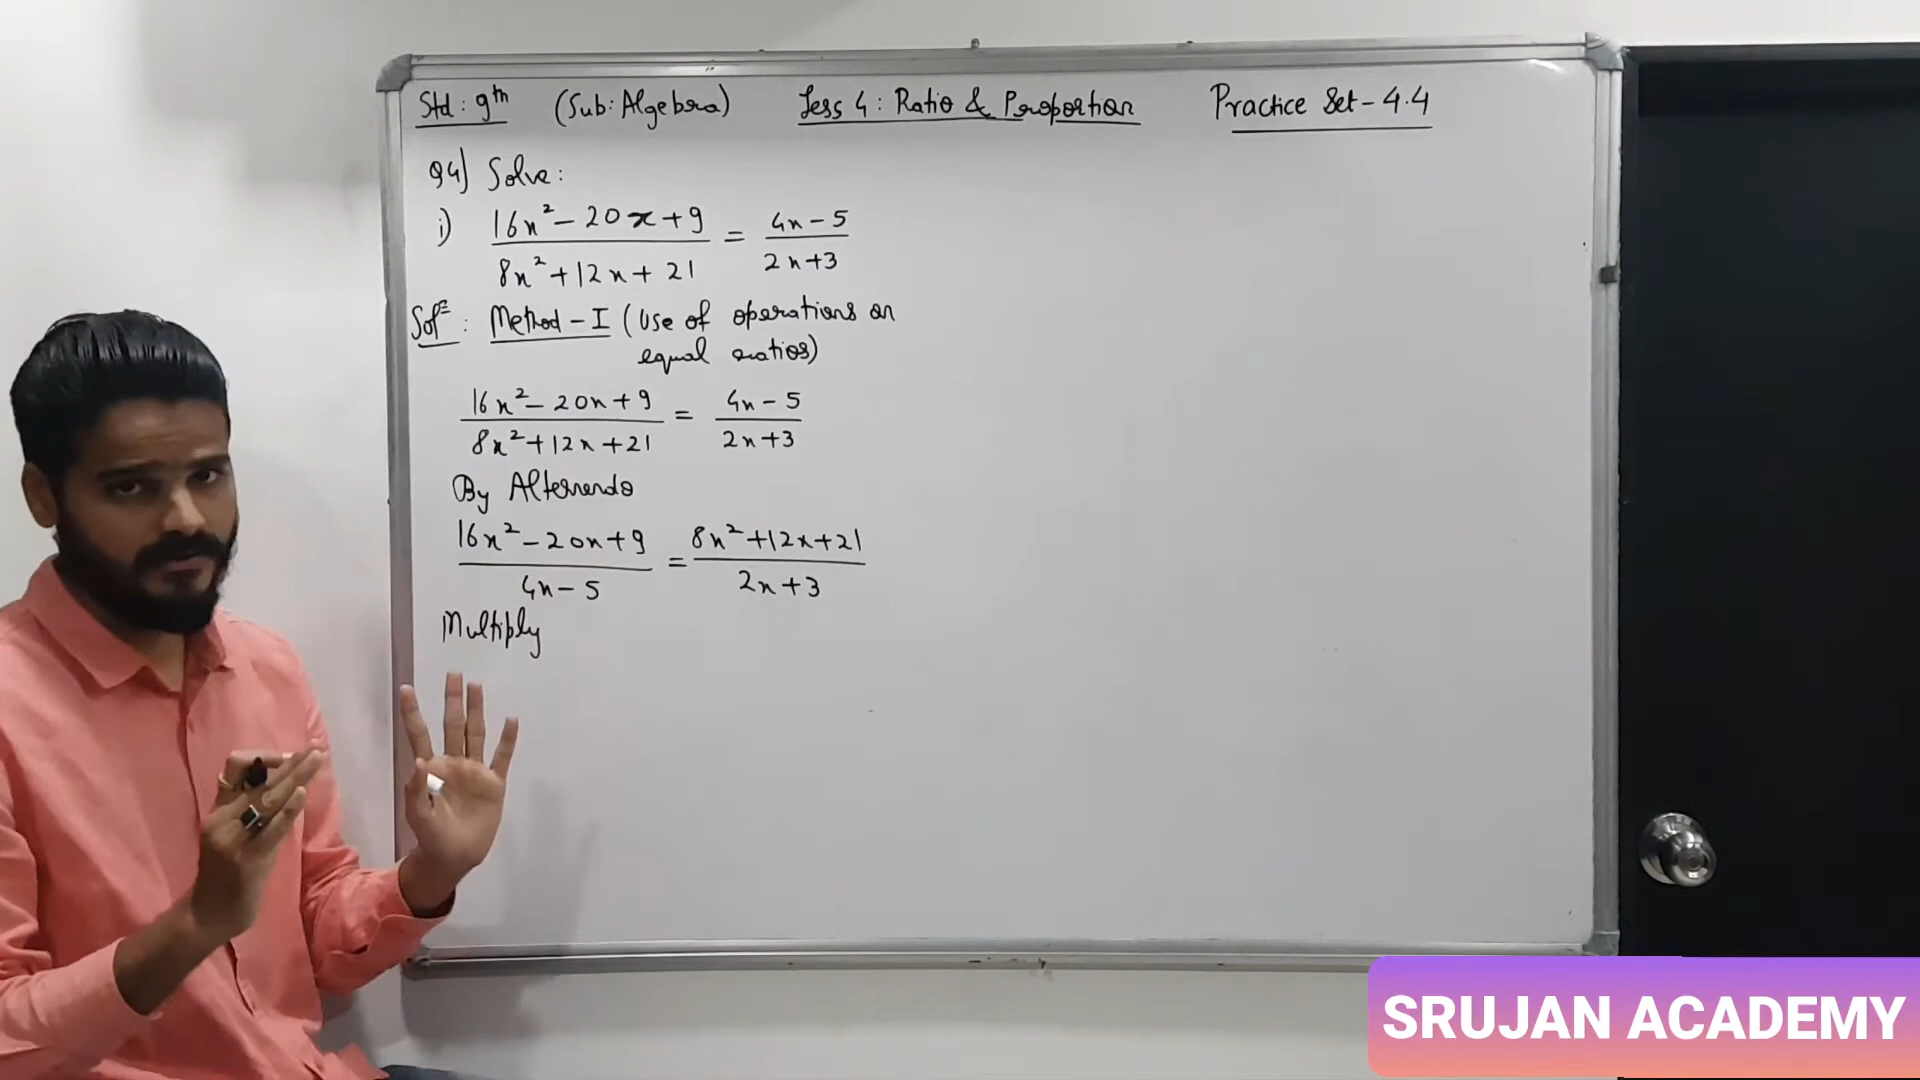 Std: 9th (Sub: Algebra) Less 4: Ratio & Proportion Practice Set - 4.4
Q4) Solve:
i) 16x² - 20x + 9 / 8x² + 12x + 21 = 4x - 5 / 2x + 3
Solⁿ: Method - I (Use of operations on
equal ratios)
16x² - 20x + 9 / 8x² + 12x + 21 = 4x - 5 / 2x + 3
By Alternendo
16x² - 20x + 9 / 4x - 5 = 8x² + 12x + 21 / 2x + 3
Multiply
SRUJAN ACADEMY